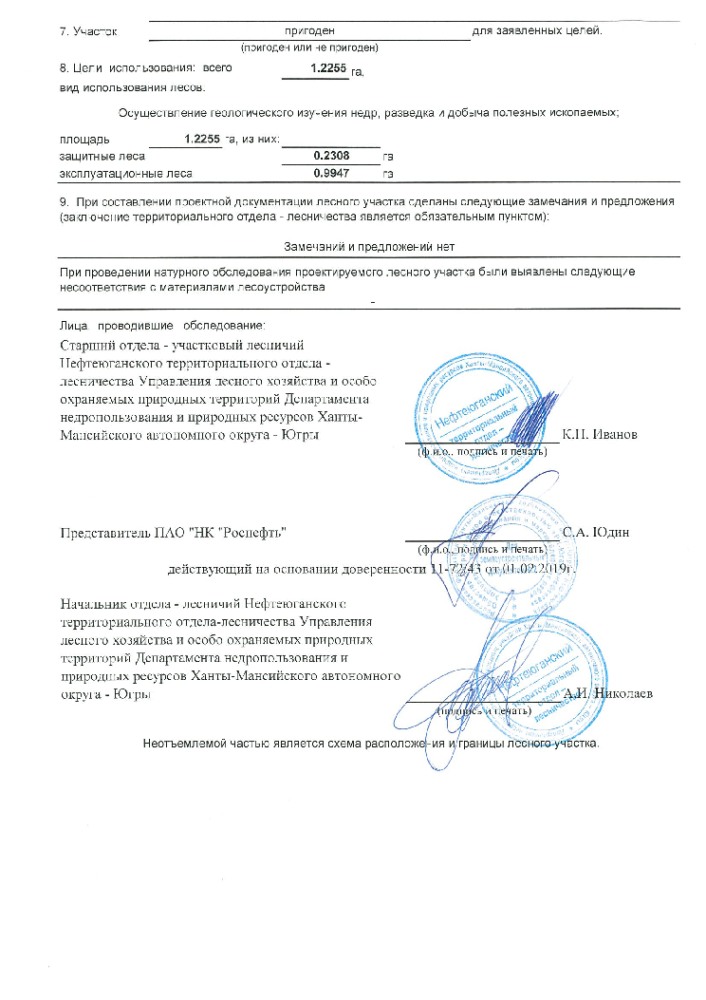 7. Участок пригоден для заявленных целей.
(пригоден или не пригоден)
8. Цели использования: всего 1.2255 га,
вид использования лесов:
Осуществление геологического изучения недр, разведка и добыча полезных ископаемых;
площадь 1.2255 га, из них:
защитные леса 0.2308 га
эксплуатационные леса 0.9947 га
9. При составлении проектной документации лесного участка сделаны следующие замечания и предложения
(заключение территориального отдела - лесничества является обязательным пунктом):
Замечаний и предложений нет
При проведении натурного обследования проектируемого лесного участка были выявлены следующие
несоответствия с материалами лесоустройства
-
Лица проводившие обследование:
Старший отдела - участковый лесничий
Нефтеюганского территориального отдела -
лесничества Управления лесного хозяйства и особо
охраняемых природных территорий Департамента
недропользования и природных ресурсов Ханты-
Мансийского автономного округа - Югры
К.Н. Иванов
(ф.и.о., подпись и печать)
Нефтеюганский
территориальный
отдел -
Представитель ПАО "НК "Роснефть"
С.А. Юдин
(ф.и.о., подпись и печать)
Для
землеустроительных
действующий на основании доверенности 11-72/43 от 01.02.2019г.
Начальник отдела - лесничий Нефтеюганского
территориального отдела-лесничества Управления
лесного хозяйства и особо охраняемых природных
территорий Департамента недропользования и
природных ресурсов Ханты-Мансийского автономного
округа - Югры
А.И. Николаев
(подпись и печать)
Нефтеюганский
территориальный
отдел -
лесничество
Неотъемлемой частью является схема расположения и границы лесного участка.